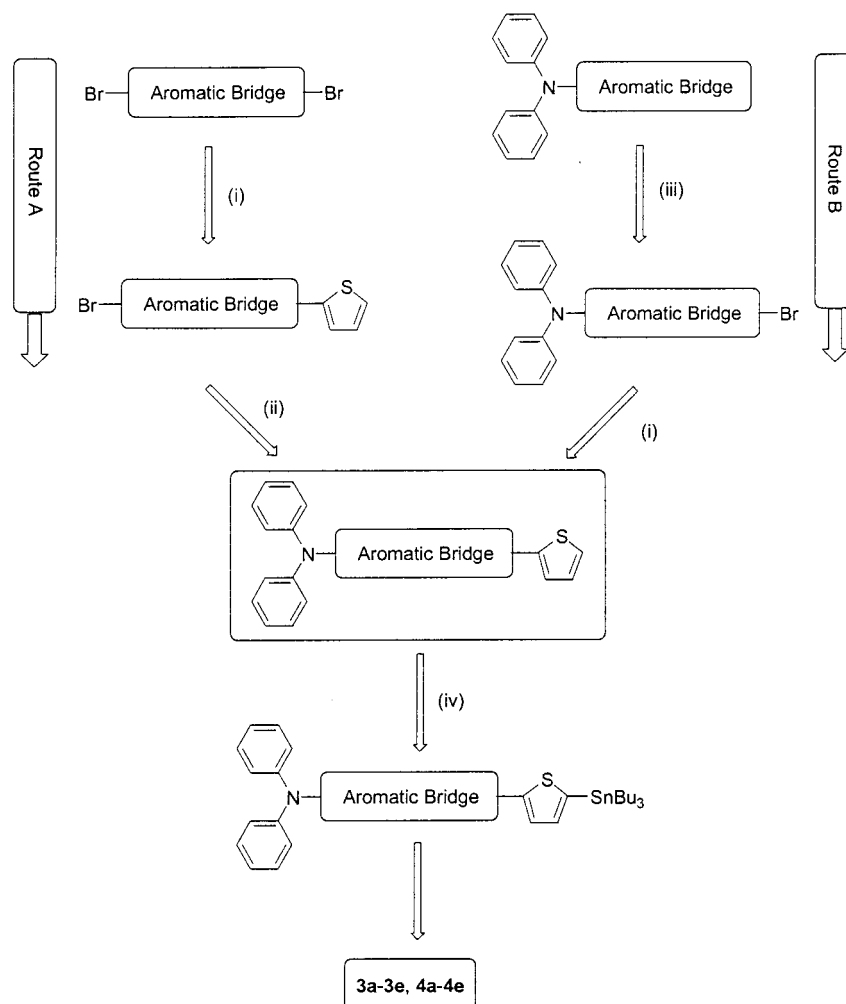 Route A
Br Aromatic Bridge Br
N Aromatic Bridge
Route B
(i)
(iii)
Br Aromatic Bridge S
N Aromatic Bridge Br
(ii)
(i)
N Aromatic Bridge S
(iv)
N Aromatic Bridge S SnBu3
3a-3e, 4a-4e